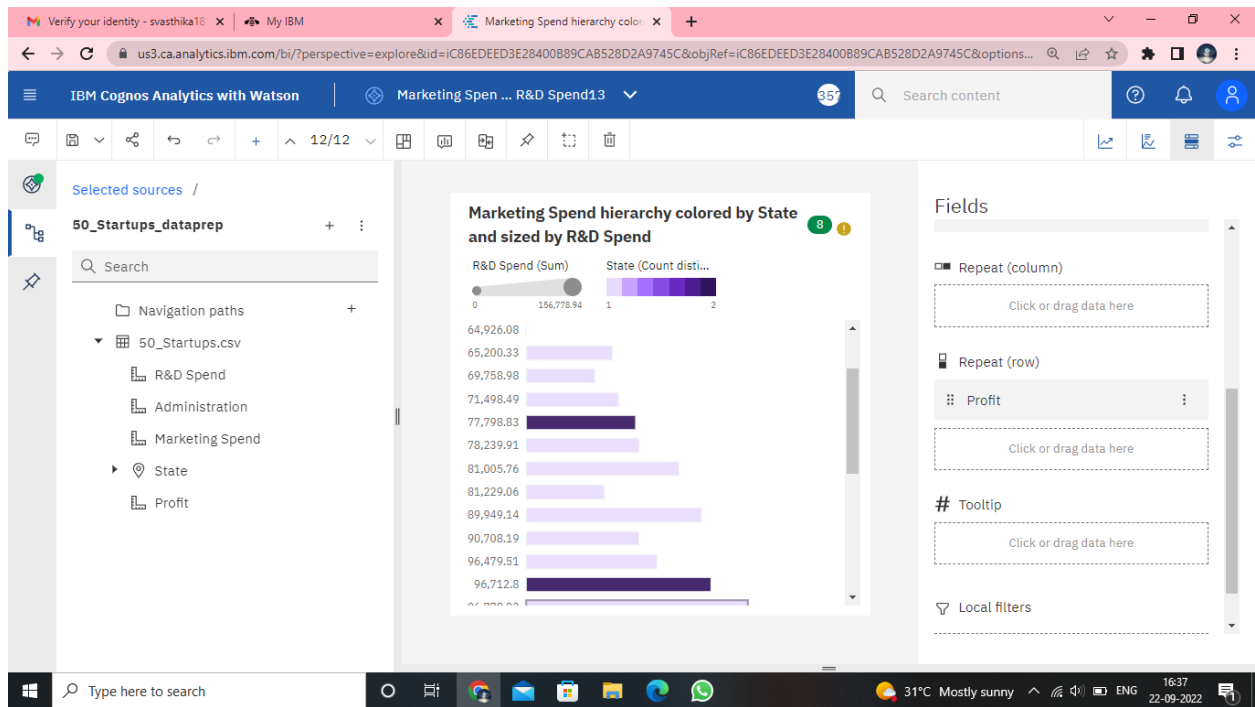 Verify your identity - svasthika18
My IBM
Marketing Spend hierarchy color
us3.ca.analytics.ibm.com/bi/?perspective=explore&id=iC86EDEED3E28400B89CAB528D2A9745C&objRef=iC86EDEED3E28400B89CAB528D2A9745C&options...
IBM Cognos Analytics with Watson
Marketing Spen ... R&D Spend13
357
Search content
12/12
Selected sources /
50_Startups_dataprep
Search
Navigation paths
50_Startups.csv
R&D Spend
Administration
Marketing Spend
State
Profit
Marketing Spend hierarchy colored by State
and sized by R&D Spend
8
R&D Spend (Sum)
State (Count disti...
0
156,778.94
1
2
64,926.08
65,200.33
69,758.98
71,498.49
77,798.83
78,239.91
81,005.76
81,229.06
89,949.14
90,708.19
96,479.51
96,712.8
Fields
Repeat (column)
Click or drag data here
Repeat (row)
Profit
Click or drag data here
Tooltip
Click or drag data here
Local filters
Type here to search
31°C Mostly sunny
ENG
16:37
22-09-2022
1